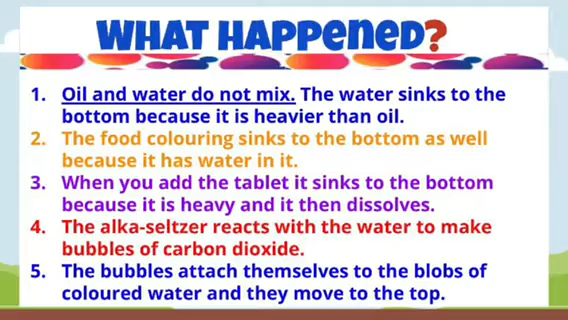 WHAT HAPPENED?
1. Oil and water do not mix. The water sinks to the
bottom because it is heavier than oil.
2. The food colouring sinks to the bottom as well
because it has water in it.
3. When you add the tablet it sinks to the bottom
because it is heavy and it then dissolves.
4. The alka-seltzer reacts with the water to make
bubbles of carbon dioxide.
5. The bubbles attach themselves to the blobs of
coloured water and they move to the top.